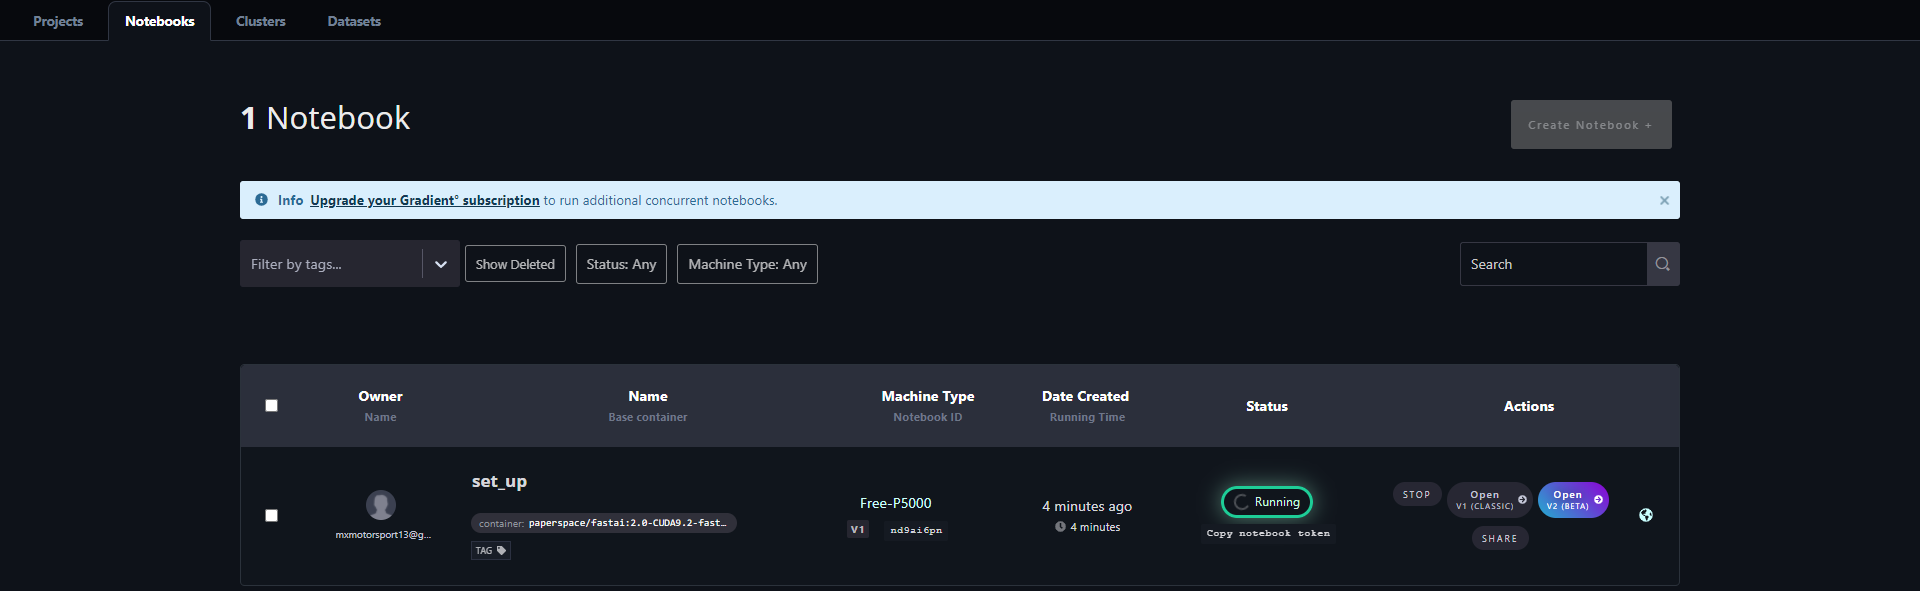 Projects Notebooks Clusters Datasets
1 Notebook
Create Notebook +
Info Upgrade your Gradient° subscription to run additional concurrent notebooks. ×
Filter by tags... Show Deleted Status: Any Machine Type: Any Search
Owner Name Machine Type Date Created Status Actions
Name Base container Notebook ID Running Time
set_up
container: paperspace/fastai:2.0-CUDA9.2-fast...
TAG
mxmotorsport13@g...
Free-P5000
V1 nd9ai6pn
4 minutes ago
4 minutes
Running
Copy notebook token
STOP
Open
V1 (CLASSIC)
Open
V2 (BETA)
SHARE